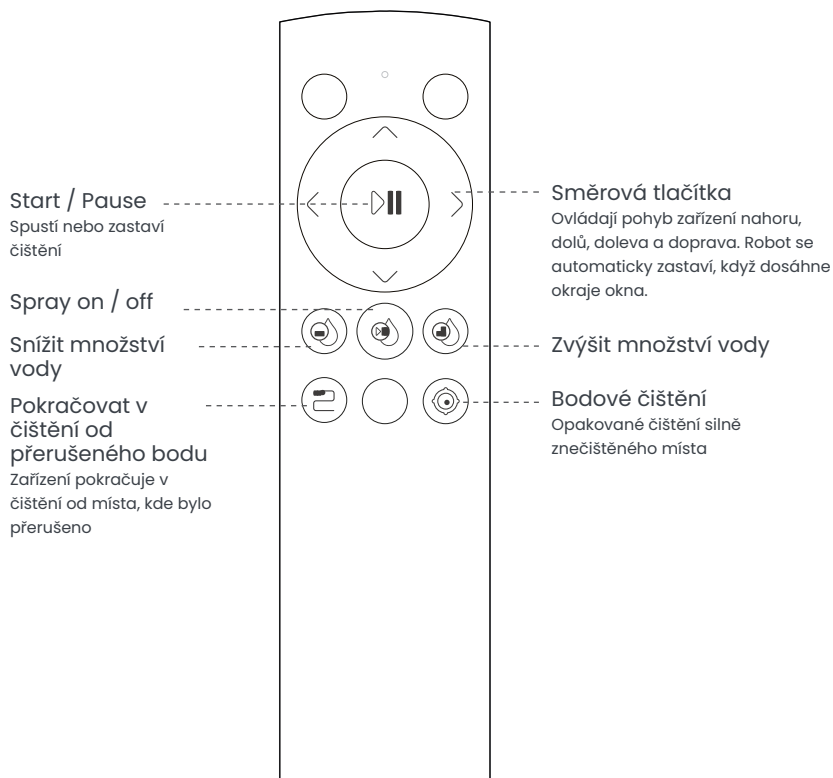 Start / Pause
Spustí nebo zastaví
čištění
Spray on / off
Snížit množství
vody
Pokračovat v
čištění od
přerušeného bodu
Zařízení pokračuje v
čištění od místa, kde bylo
přerušeno
Směrová tlačítka
Ovládají pohyb zařízení nahoru,
dolů, doleva a doprava. Robot se
automaticky zastaví, když dosáhne
okraje okna.
Zvýšit množství vody
Bodové čištění
Opakované čištění silně
znečištěného místa